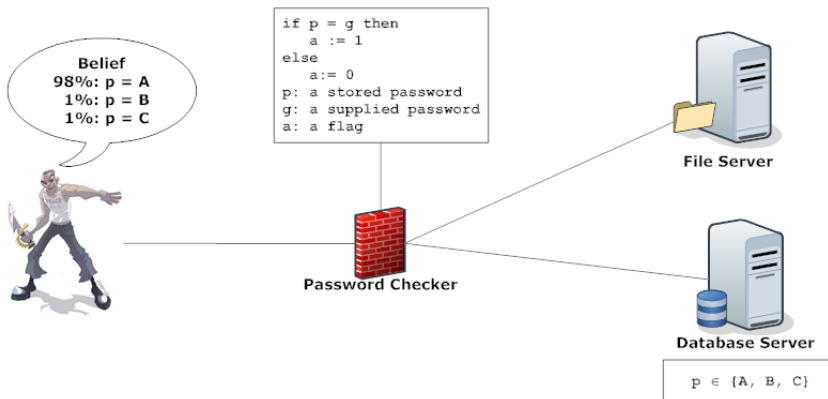 Belief
98%: p = A
1%: p = B
1%: p = C
if p = g then
a := 1
else
a:= 0
p: a stored password
g: a supplied password
a: a flag
Password Checker
File Server
Database Server
p ∈ {A, B, C}